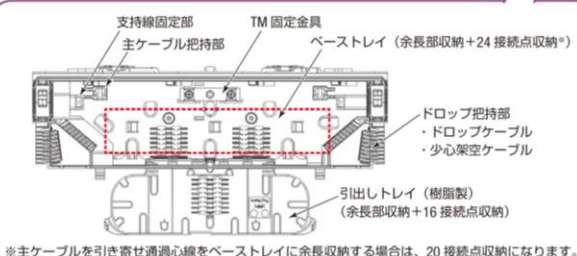 支持線固定部
TM 固定金具
主ケーブル把持部
ベーストレイ（余長部収納＋24 接続点収納※）
ドロップ把持部
・ドロップケーブル
・少心架空ケーブル
引出しトレイ（樹脂製）
（余長部収納＋16 接続点収納）
※主ケーブルを引き寄せ通過心線をベーストレイに余長収納する場合は、20 接続点収納になります。